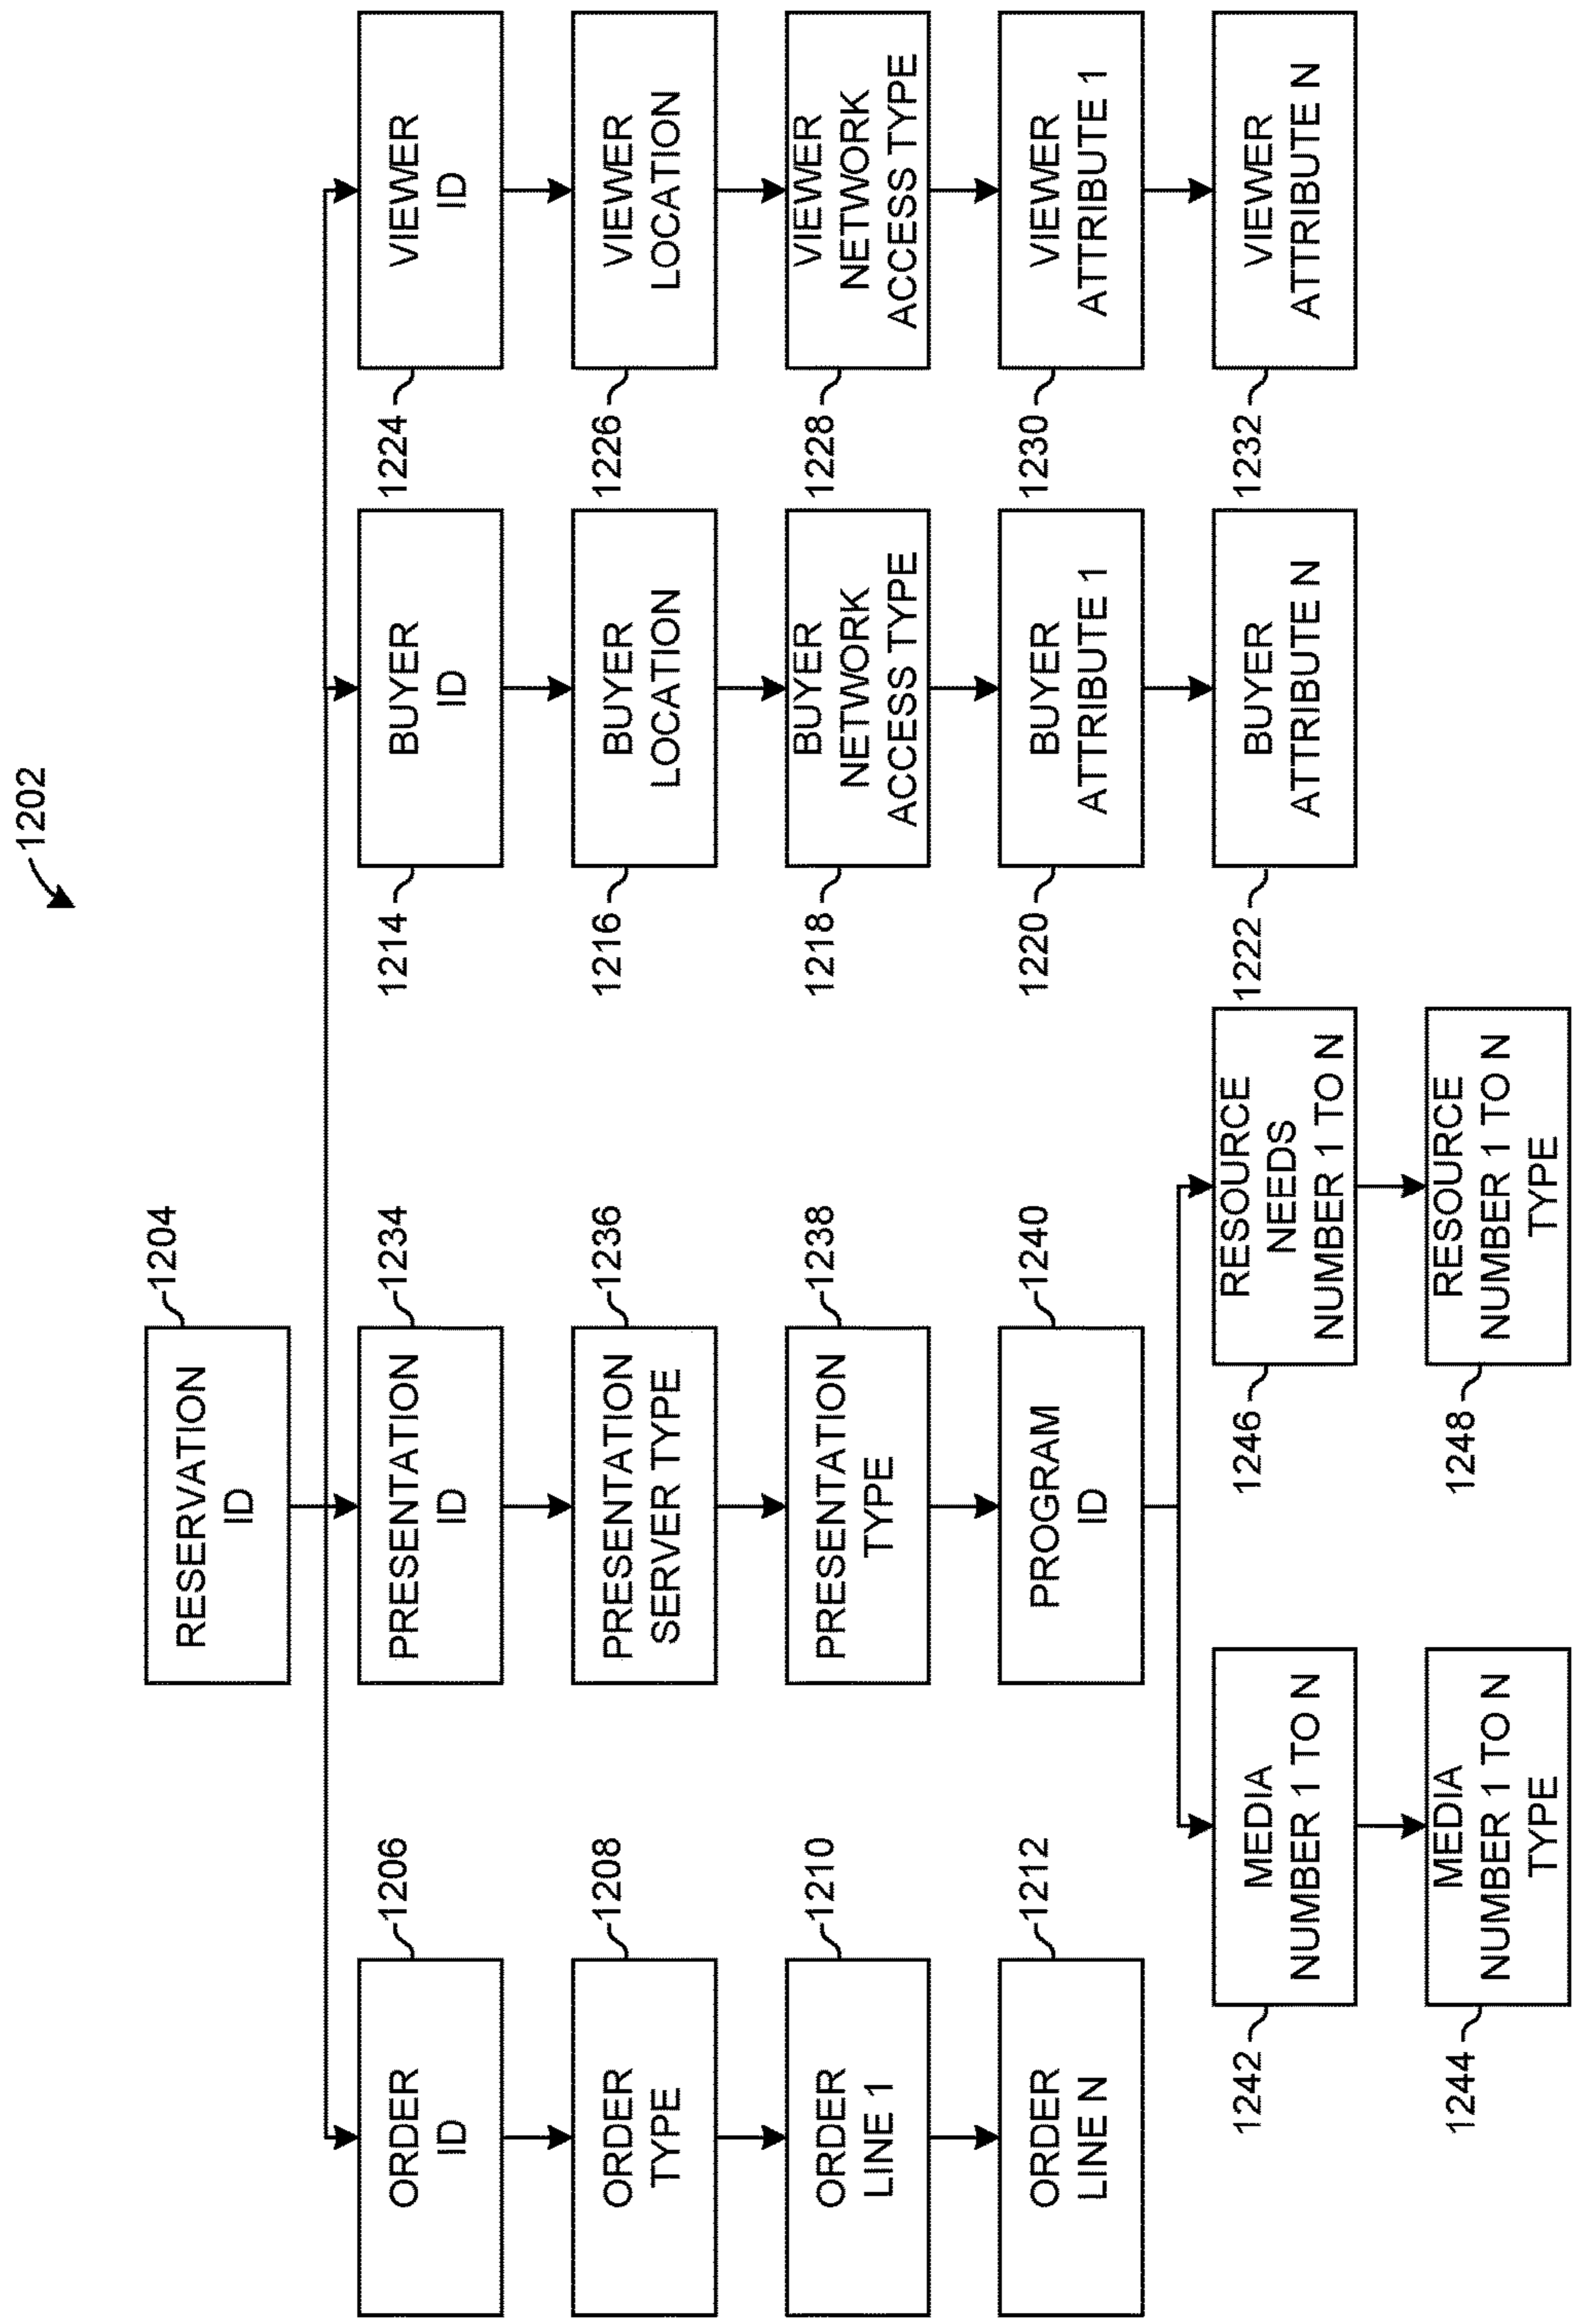 1202
RESERVATION
ID
1204
ORDER
ID
1206
ORDER
TYPE
1208
ORDER
LINE 1
1210
ORDER
LINE N
1212
PRESENTATION
ID
1234
PRESENTATION
SERVER TYPE
1236
PRESENTATION
TYPE
1238
PROGRAM
ID
1240
1242
MEDIA
NUMBER 1 TO N
1244
MEDIA
NUMBER 1 TO N
TYPE
1246
RESOURCE
NEEDS
NUMBER 1 TO N
1248
RESOURCE
NUMBER 1 TO N
TYPE
1214
BUYER
ID
1216
BUYER
LOCATION
1218
BUYER
NETWORK
ACCESS TYPE
1220
BUYER
ATTRIBUTE 1
1222
BUYER
ATTRIBUTE N
1224
VIEWER
ID
1226
VIEWER
LOCATION
1228
VIEWER
NETWORK
ACCESS TYPE
1230
VIEWER
ATTRIBUTE 1
1232
VIEWER
ATTRIBUTE N